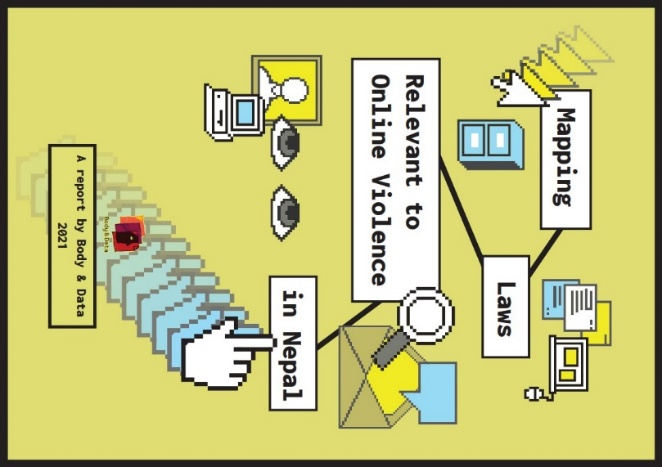 Mapping
Laws
Relevant to
Online Violence
in Nepal
A report by Body & Data
2021